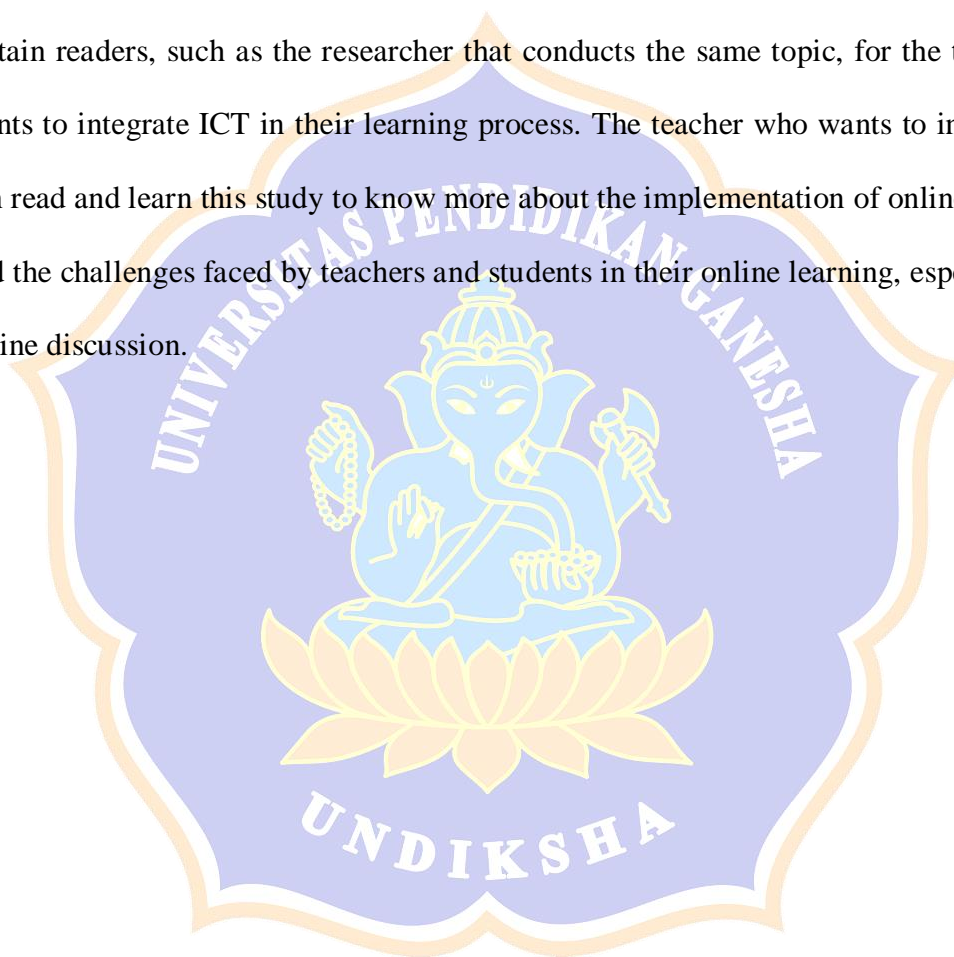 tain readers, such as the researcher that conducts the same topic, for the t
nts to integrate ICT in their learning process. The teacher who wants to in
n read and learn this study to know more about the implementation of onlin
d the challenges faced by teachers and students in their online learning, espe
ine discussion.
UNIVERSITAS PENDIDIKAN GANESHA
UNDIKSHA